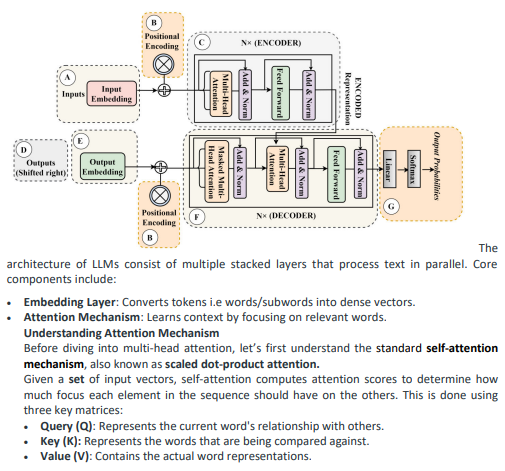 B
Positional
Encoding
C
N× (ENCODER)
A
Inputs
Input
Embedding
Multi-Head
Attention
Add & Norm
Feed Forward
Add & Norm
ENCODED
Representation
D
Outputs
(Shifted right)
E
Output
Embedding
Masked Multi-
Head Attention
Add & Norm
Multi-Head
Attention
Add & Norm
Feed Forward
Add & Norm
Linear
Softmax
Output Probabilities
G
Positional
Encoding
B
F
N× (DECODER)
The
architecture of LLMs consist of multiple stacked layers that process text in parallel. Core
components include:
• Embedding Layer: Converts tokens i.e words/subwords into dense vectors.
• Attention Mechanism: Learns context by focusing on relevant words.
Understanding Attention Mechanism
Before diving into multi-head attention, let's first understand the standard self-attention
mechanism, also known as scaled dot-product attention.
Given a set of input vectors, self-attention computes attention scores to determine how
much focus each element in the sequence should have on the others. This is done using
three key matrices:
• Query (Q): Represents the current word's relationship with others.
• Key (K): Represents the words that are being compared against.
• Value (V): Contains the actual word representations.